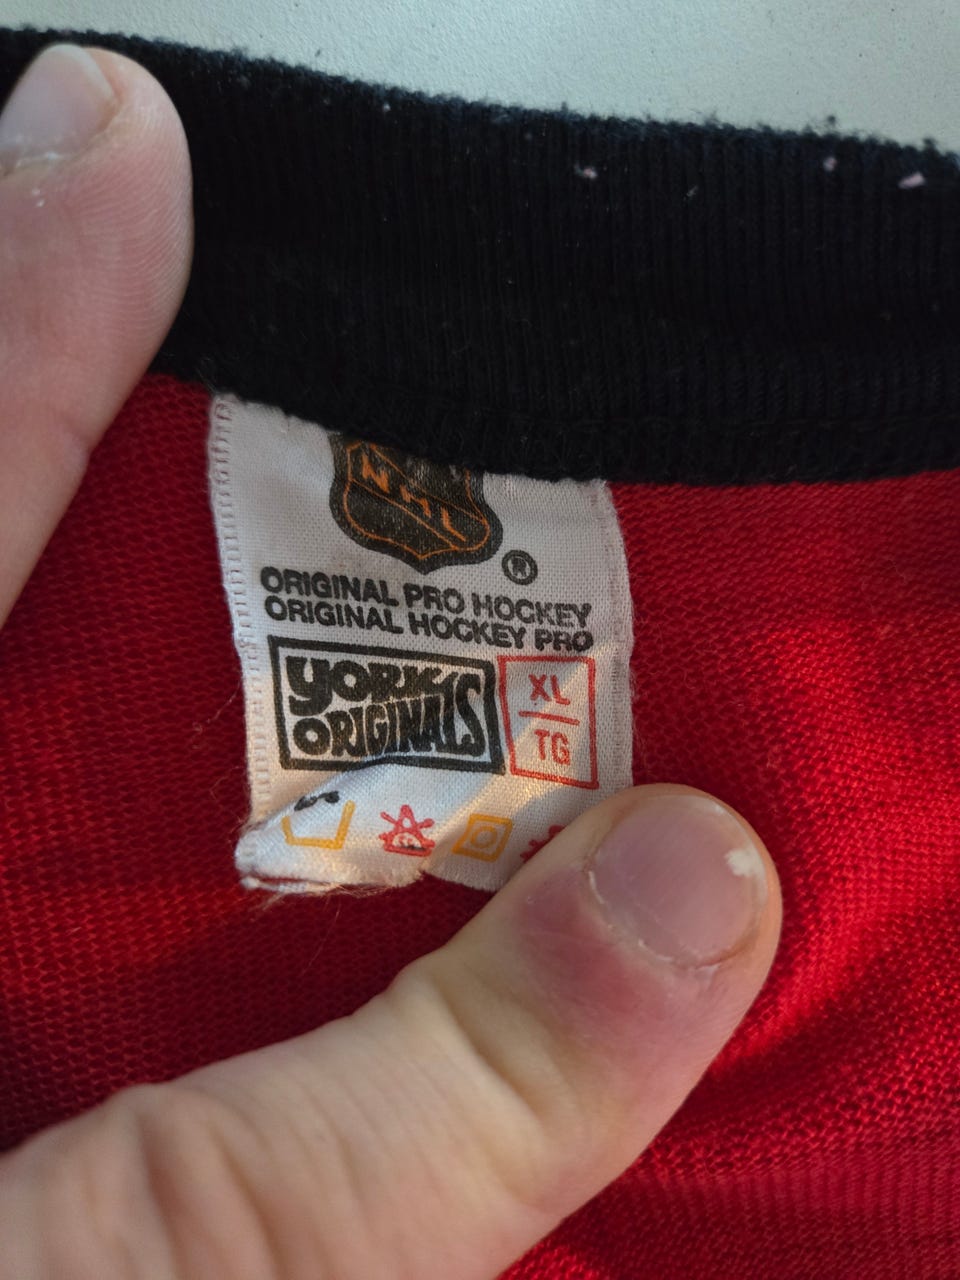 NHL
®
ORIGINAL PRO HOCKEY
ORIGINAL HOCKEY PRO
YORK
ORIGINALS
XL
TG